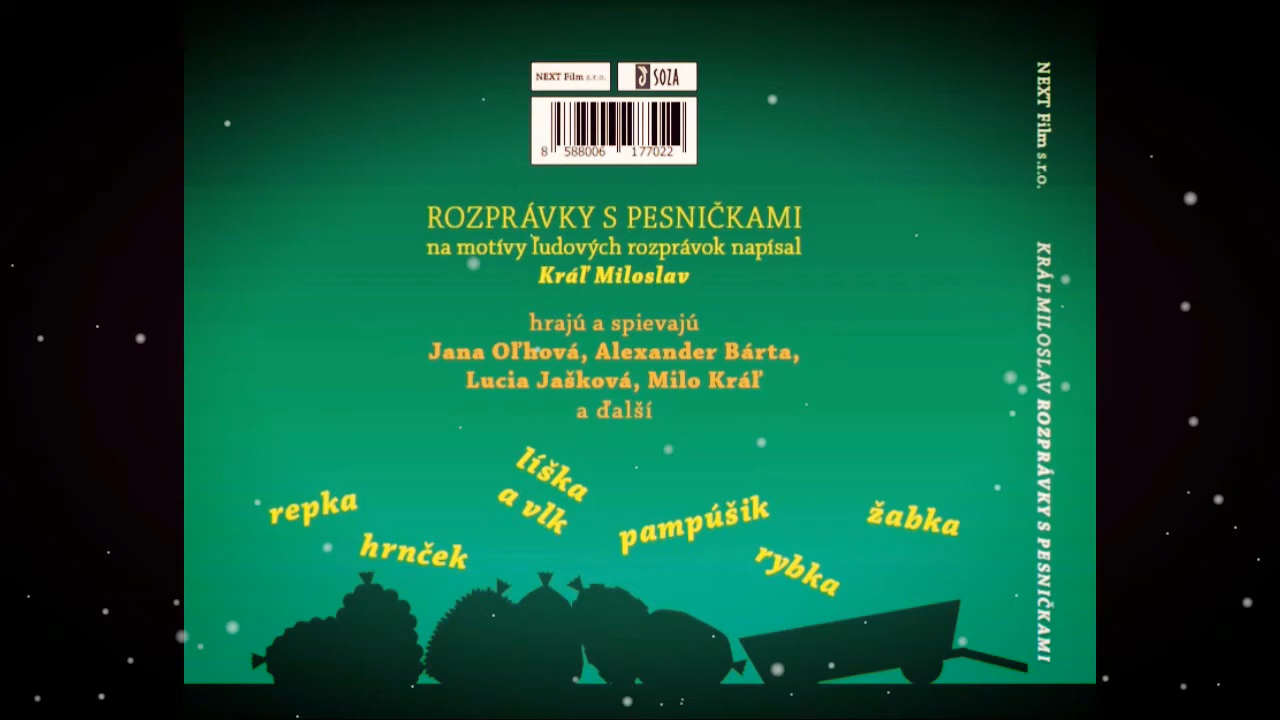 NEXT Film s.r.o.
SOZA
8 588006 177022
ROZPRÁVKY S PESNIČKAMI
na motívy ľudových rozprávok napísal
Kráľ Miloslav
hrajú a spievajú
Jana Oľhová, Alexander Bárta,
Lucia Jašková, Milo Kráľ
a ďalší
repka
hrnček
líška
a vlk
pampúšik
rybka
žabka
NEXT Film s.r.o.
KRÁĽ MILOSLAV ROZPRÁVKY S PESNIČKAMI